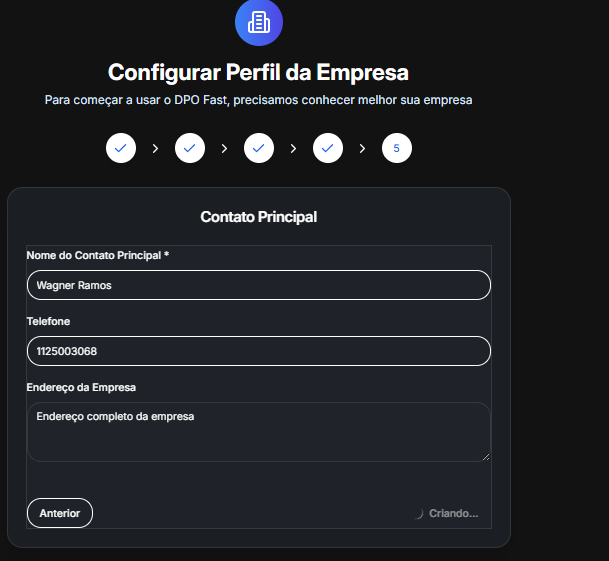 Configurar Perfil da Empresa
Para começar a usar o DPO Fast, precisamos conhecer melhor sua empresa
5
Contato Principal
Nome do Contato Principal *
Wagner Ramos
Telefone
1125003068
Endereço da Empresa
Endereço completo da empresa
Anterior
Criando...